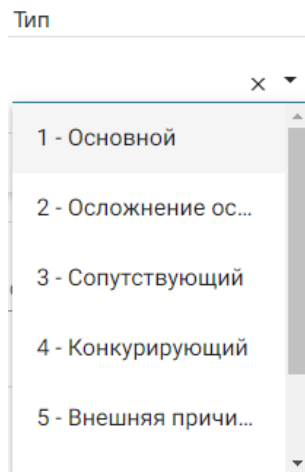 Тип
1 - Основной
2 - Осложнение ос...
3 - Сопутствующий
4 - Конкурирующий
5 - Внешняя причи...